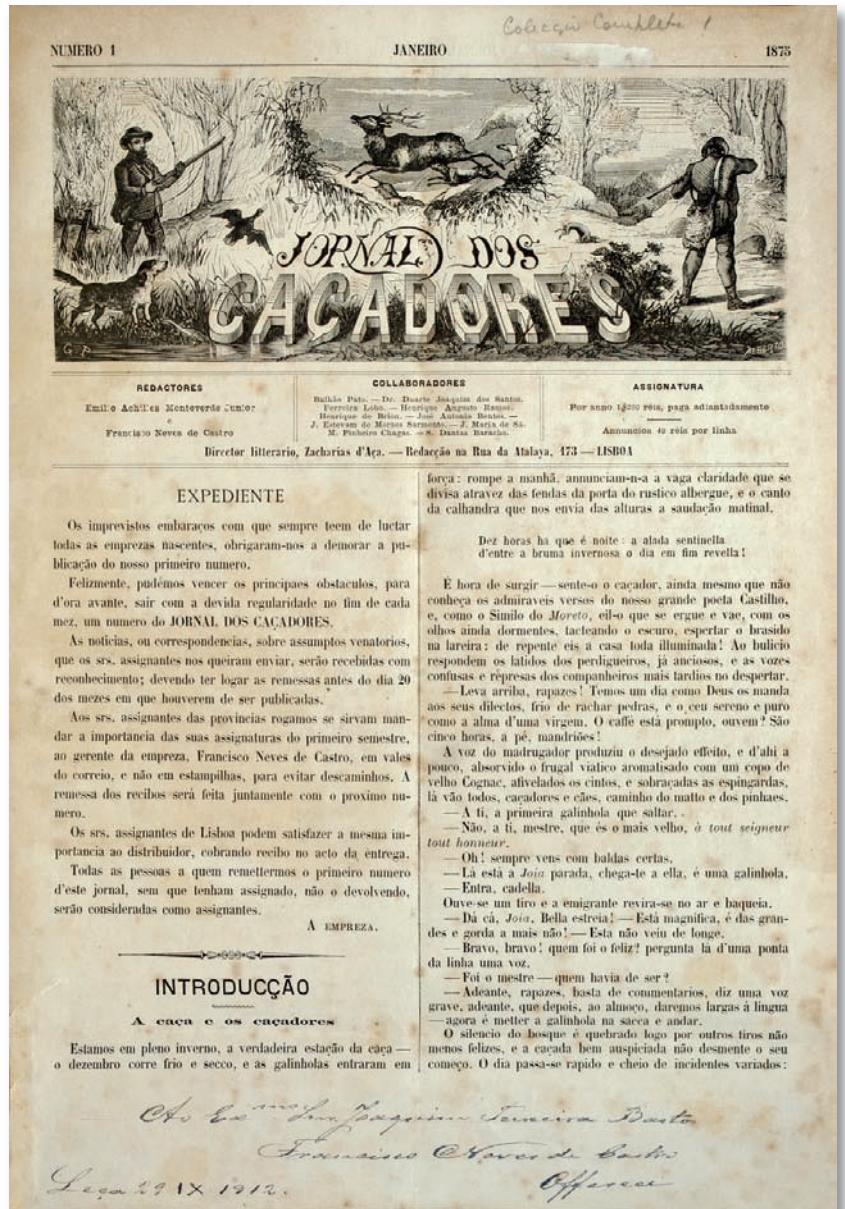 Colecção Completa 1
NUMERO 1 JANEIRO 1875
JORNAL DOS
CAÇADORES
G P
ALBERTO
REDACTORES
Emilio Achilles Monteverde Junior
e
Francisco Neves de Castro
COLLABORADORES
Bulhão Pato. — Dr. Duarte Joaquim dos Santos.
Ferreira Lobo. — Henrique Augusto Ramos.
Henrique de Brion. — José Antonio Bentes. —
J. Estevam de Moraes Sarmento. — J. Maria de Sá.
M. Pinheiro Chagas. — S. Dantas Baracho.
ASSIGNATURA
Por anno 1$200 réis, paga adiantadamente
Annuncios 40 réis por linha
Director litterario, Zacharias d'Aça. — Redacção na Rua da Atalaya, 173 — LISBOA
EXPEDIENTE
Os imprevistos embaraços com que sempre teem de luctar
todas as emprezas nascentes, obrigaram-nos a demorar a pu-
blicação do nosso primeiro numero.
Felizmente, pudémos vencer os principaes obstaculos, para
d'ora avante, sair com a devida regularidade no fim de cada
mez, um numero do JORNAL DOS CAÇADORES.
As noticias, ou correspondencias, sobre assumptos venatorios,
que os srs. assignantes nos queiram enviar, serão recebidas com
reconhecimento; devendo ter logar as remessas antes do dia 20
dos mezes em que houverem de ser publicadas.
Aos srs. assignantes das provincias rogamos se sirvam man-
dar a importancia das suas assignaturas do primeiro semestre,
ao gerente da empreza, Francisco Neves de Castro, em vales
do correio, e não em estampilhas, para evitar descaminhos. A
remessa dos recibos será feita juntamente com o proximo nu-
mero.
Os srs. assignantes de Lisboa podem satisfazer a mesma im-
portancia ao distribuidor, cobrando recibo no acto da entrega.
Todas as pessoas a quem remettermos o primeiro numero
d'este jornal, sem que tenham assignado, não o devolvendo,
serão consideradas como assignantes.
A EMPREZA.
INTRODUCÇÃO
A caça e os caçadores
Estamos em pleno inverno, a verdadeira estação da caça —
o dezembro corre frio e secco, e as galinholas entraram em
força: rompe a manhã, annunciam-n-a a vaga claridade que se
divisa atravez das fendas da porta do rustico albergue, e o canto
da calhandra que nos envia das alturas a saudação matinal.
Dez horas ha que é noite: a alada sentinella
d'entre a bruma invernosa o dia em fim revella!
É hora de surgir — sente-o o caçador, ainda mesmo que não
conheça os admiraveis versos do nosso grande poeta Castilho,
e, como o Similo do Moreto, eil-o que se ergue e vae, com os
olhos ainda dormentes, tacteando o escuro, espertar o brasido
na lareira: de repente eis a casa toda illuminada! Ao bulicio
respondem os latidos dos perdigueiros, já anciosos, e as vozes
confusas e répresas dos companheiros mais tardios no despertar.
— Leva arriba, rapazes! Temos um dia como Deus os manda
aos seus dilectos, frio de rachar pedras, e o ceu sereno e puro
como a alma d'uma virgem. O caffé está prompto, ouvem? São
cinco horas, a pé, mandriões!
A voz do madrugador produziu o desejado effeito, e d'ahi a
pouco, absorvido o frugal viatico aromatisado com um copo de
velho Cognac, afivelados os cintos, e sobraçadas as espingardas,
lá vão todos, caçadores e cães, caminho do matto e dos pinhaes.
— A ti, a primeira galinhola que saltar..
— Não, a ti, mestre, que és o mais velho, à tout seigneur
tout honneur.
— Oh! sempre vens com baldas certas.
— Lá está a Joia parada, chega-te a ella, é uma galinhola.
— Entra, cadella.
Ouve-se um tiro e a emigrante revira-se no ar e baqueia.
— Dá cá, Joia. Bella estreia! — Está magnifica, é das gran-
des e gorda a mais não! — Esta não veiu de longe.
— Bravo, bravo! quem foi o feliz? pergunta lá d'uma ponta
da linha uma voz.
— Foi o mestre — quem havia de ser?
— Adeante, rapazes, basta de commentarios, diz uma voz
grave, adeante, que depois, ao almoço, daremos largas á lingua
— agora é metter a galinhola na sacca e andar.
O silencio do bosque é quebrado logo por outros tiros não
menos felizes, e a caçada bem auspiciada não desmente o seu
começo. O dia passa-se rapido e cheio de incidentes variados:
Ao Exmo Snr. Joaquim Teixeira Basto
Francisco Neves de Castro
Leça 29 IX 1912. Offerece